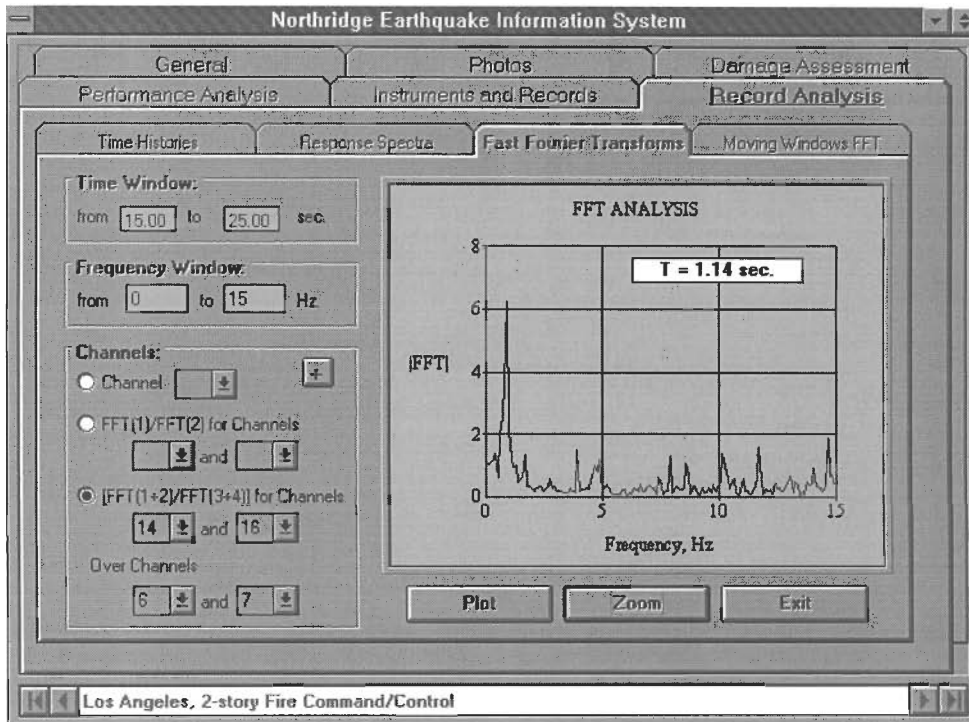 Northridge Earthquake Information System
General Photos Damage Assessment
Performance Analysis Instruments and Records Record Analysis
Time Histories Response Spectra Fast Fourier Transforms Moving Windows FFT
Time Window:
from 15.00 to 25.00 sec.
Frequency Window:
from 0 to 15 Hz
Channels:
Channel
FFT(1)/FFT(2) for Channels
and
[FFT(1+2)/FFT(3+4)] for Channels
14 and 16
Over Channels
6 and 7
FFT ANALYSIS
T = 1.14 sec.
|FFT|
8
6
4
2
0
0 5 10 15
Frequency, Hz
Plot Zoom Exit
Los Angeles, 2-story Fire Command/Control